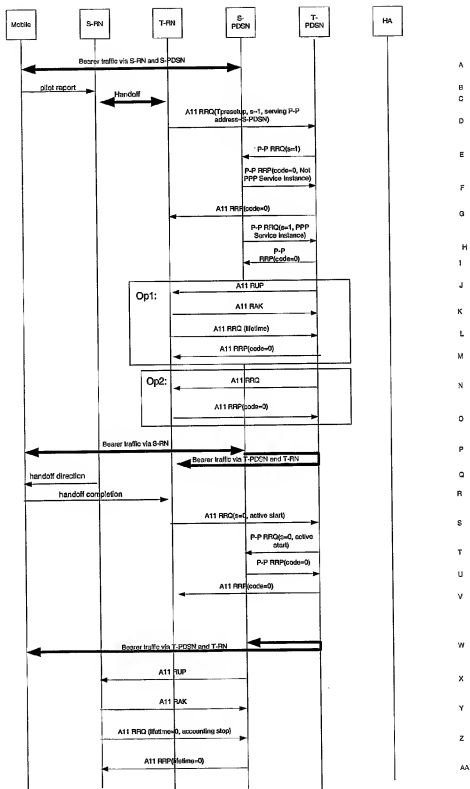 Mobile
S-RN
T-RN
S-
PDSN
T-
PDSN
HA
Bearer traffic via S-RN and S-PDSN
A
pilot report
B
Handoff
C
A11 RRQ(Tpresetup, s=1, serving P-P
address=S-PDSN)
D
P-P RRQ(s=1)
E
P-P RRP(code=0, Not
PPP Service Instance)
F
A11 RRP(code=0)
G
P-P RRQ(s=1, PPP
Service Instance)
H
P-P
RRP(code=0)
I
Op1:
A11 RUP
J
A11 RAK
K
A11 RRQ (lifetime)
L
A11 RRP(code=0)
M
Op2:
A11 RRQ
N
A11 RRP(code=0)
O
Bearer traffic via S-RN
P
Bearer traffic via T-PDSN and T-RN
handoff direction
Q
handoff completion
R
A11 RRQ(s=0, active start)
S
P-P RRQ(s=0, active
start)
T
P-P RRP(code=0)
U
A11 RRP(code=0)
V
Bearer traffic via T-PDSN and T-RN
W
A11 RUP
X
A11 RAK
Y
A11 RRQ (lifetime=0, accounting stop)
Z
A11 RRP(lifetime=0)
AA